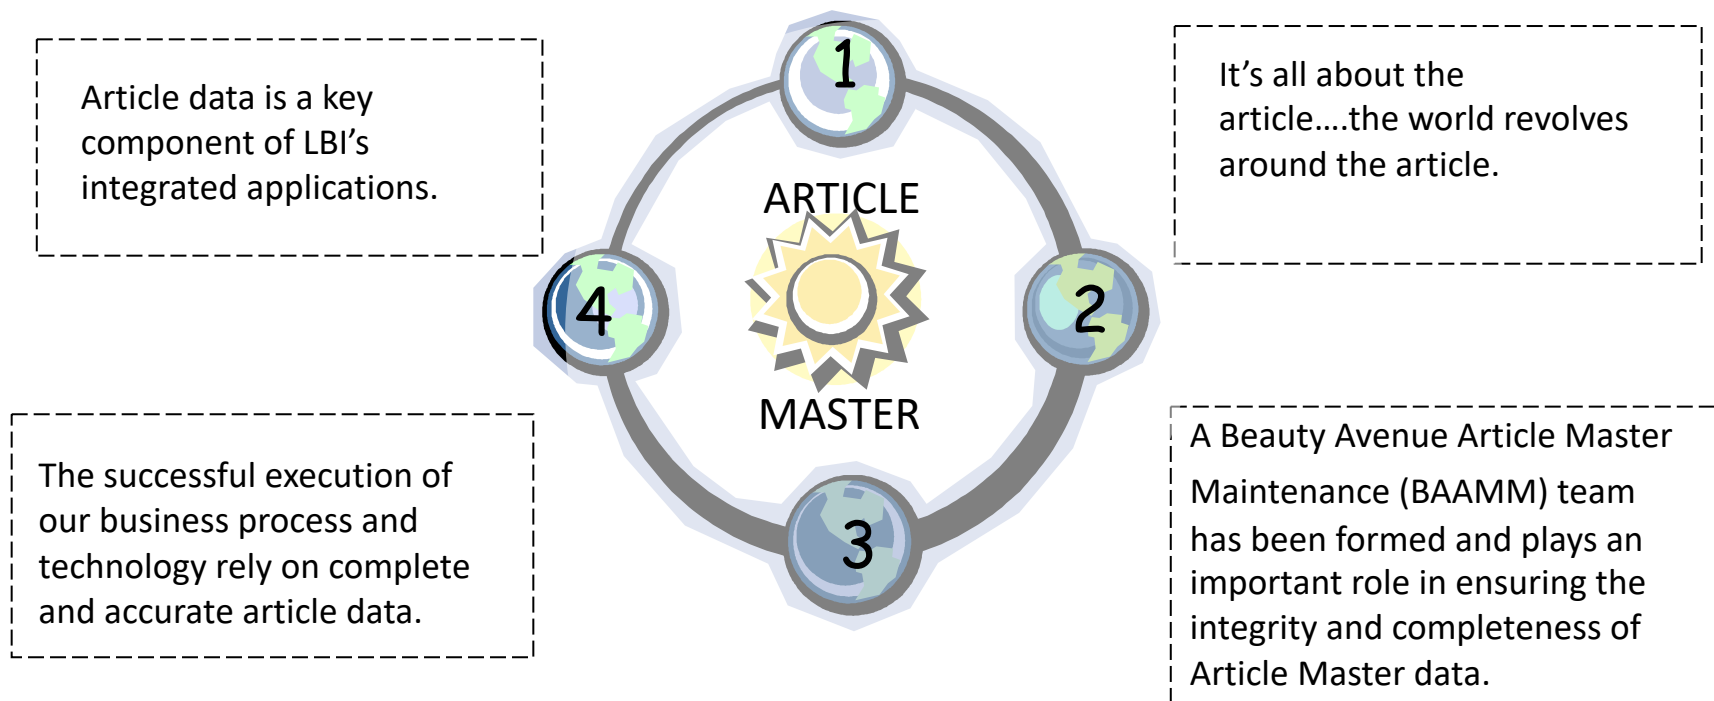 Article data is a key
component of LBI’s
integrated applications.
1
It’s all about the
article….the world revolves
around the article.
ARTICLE
4
2
MASTER
The successful execution of
our business process and
technology rely on complete
and accurate article data.
3
A Beauty Avenue Article Master
Maintenance (BAAMM) team
has been formed and plays an
important role in ensuring the
integrity and completeness of
Article Master data.